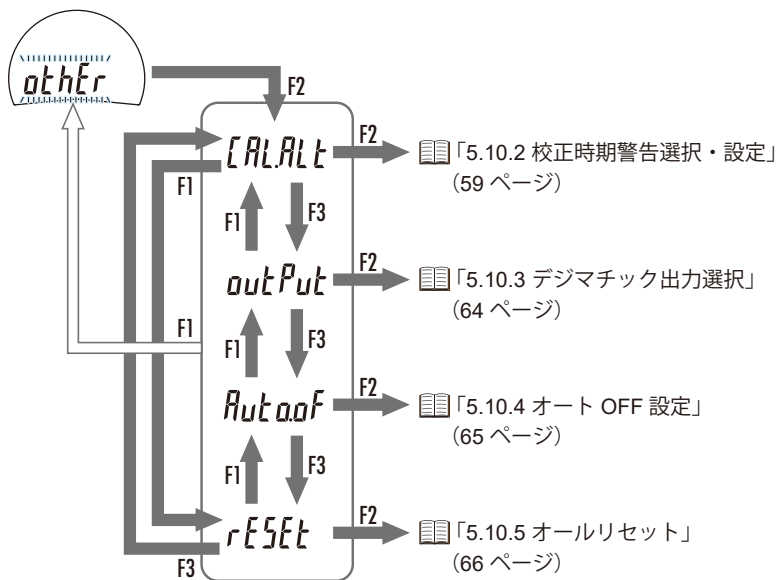 othEr
F2
CAL.ALt
F2
「5.10.2 校正時期警告選択・設定」
（59 ページ）
F1
F1
F3
outPut
F2
「5.10.3 デジマチック出力選択」
（64 ページ）
F1
F1
F3
Auto.oF
F2
「5.10.4 オート OFF 設定」
（65 ページ）
F1
F3
rESEt
F2
「5.10.5 オールリセット」
（66 ページ）
F3